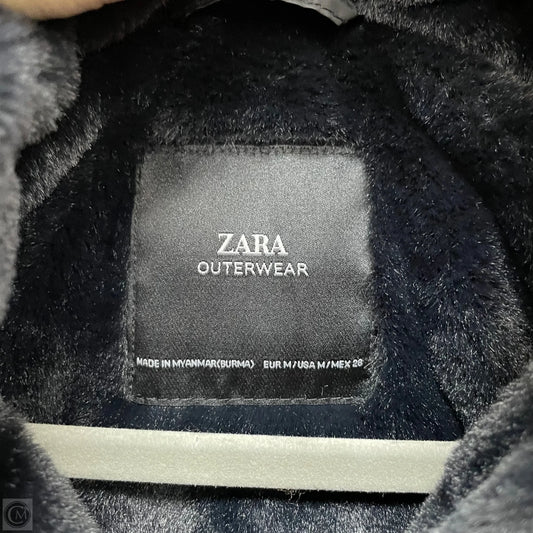 ZARA
OUTERWEAR
MADE IN MYANMAR(BURMA) EUR M/USA M/MEX 28